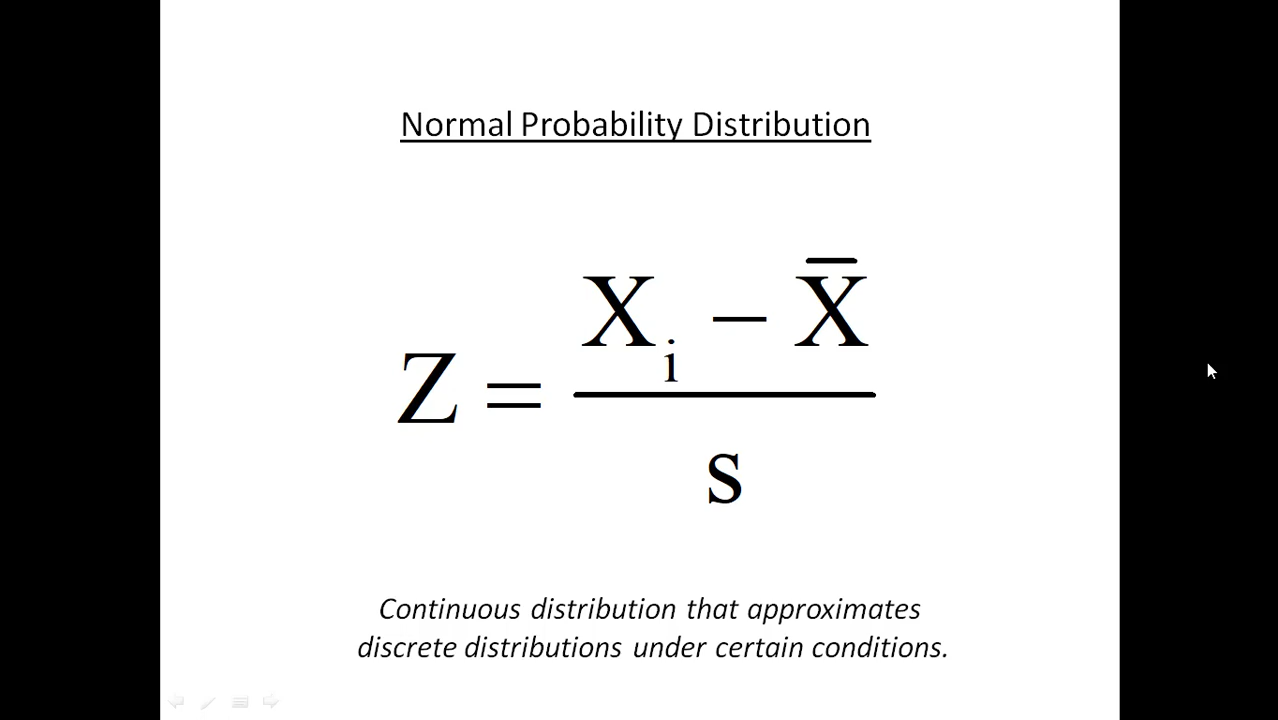 Normal Probability Distribution
Z = (Xᵢ – X̅) / s
Continuous distribution that approximates
discrete distributions under certain conditions.